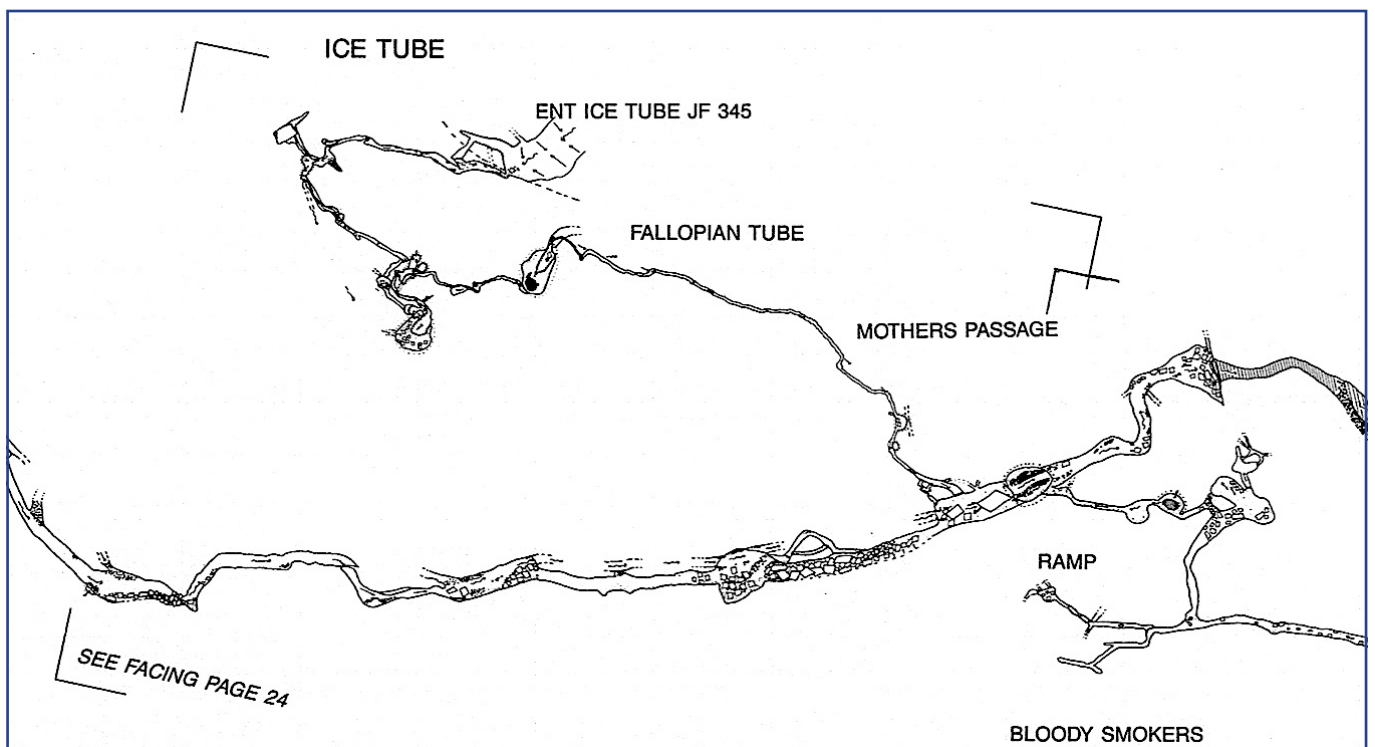 ICE TUBE
ENT ICE TUBE JF 345
FALLOPIAN TUBE
MOTHERS PASSAGE
RAMP
SEE FACING PAGE 24
BLOODY SMOKERS